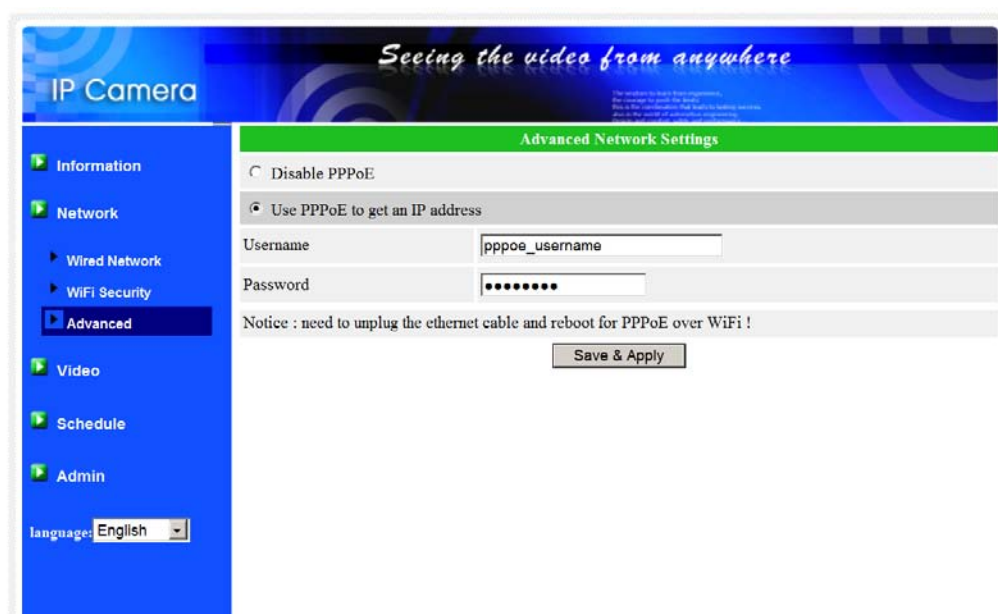 Seeing the video from anywhere
IP Camera
Information
Network
Wired Network
WiFi Security
Advanced
Video
Schedule
Admin
language: English
Advanced Network Settings
Disable PPPoE
Use PPPoE to get an IP address
Username pppoe_username
Password ●●●●●●●●
Notice : need to unplug the ethernet cable and reboot for PPPoE over WiFi !
Save & Apply